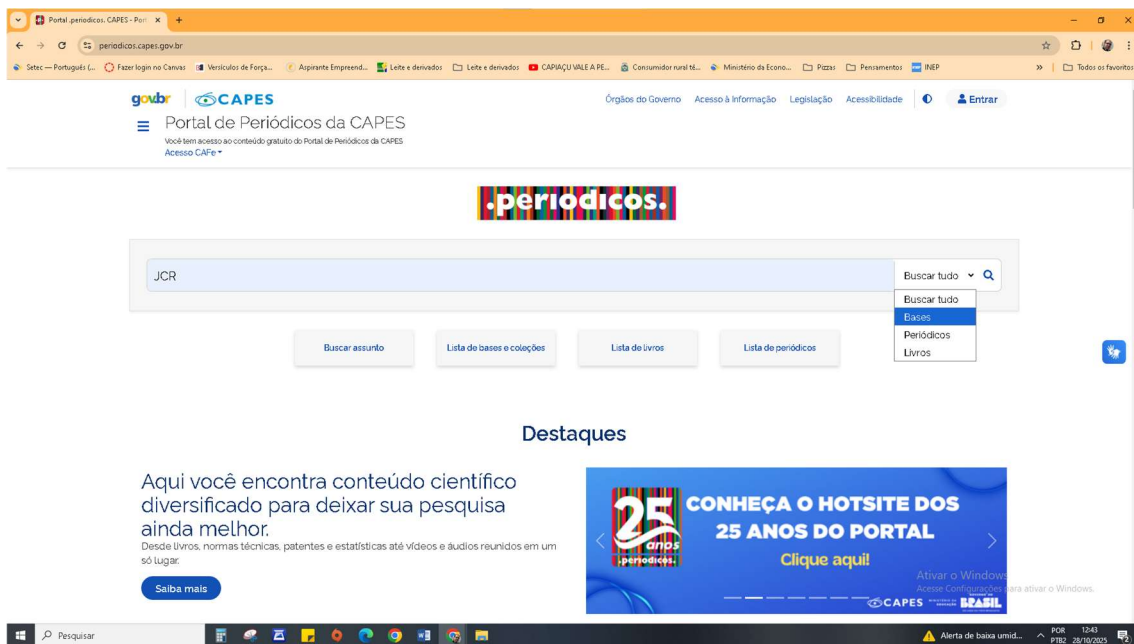 Portal .periodicos. CAPES - Port
periodicos.capes.gov.br
Setec — Português (...
Fazer login no Canvas
Versículos de Força...
Aspirante Empreend...
Leite e derivados
Leite e derivados
CAPIAÇU VALE A PE...
Consumidor rural té...
Ministério da Econo...
Pizzas
Pensamentos
INEP
Todos os favoritos
gov.br
CAPES
Órgãos do Governo
Acesso à Informação
Legislação
Acessibilidade
Entrar
Portal de Periódicos da CAPES
Você tem acesso ao conteúdo gratuito do Portal de Periódicos da CAPES
Acesso CAFe
.periodicos.
JCR
Buscar tudo
Buscar tudo
Bases
Periódicos
Livros
Buscar assunto
Lista de bases e coleções
Lista de livros
Lista de periódicos
Destaques
Aqui você encontra conteúdo científico
diversificado para deixar sua pesquisa
ainda melhor.
Desde livros, normas técnicas, patentes e estatísticas até vídeos e áudios reunidos em um
só lugar.
Saiba mais
25
anos
.periodicos.
CONHEÇA O HOTSITE DOS
25 ANOS DO PORTAL
Clique aqui!
CAPES
BRASIL
Ativar o Windows
Acesse Configurações para ativar o Windows.
Pesquisar
Alerta de baixa umid...
POR
PTB2
12:43
28/10/2025